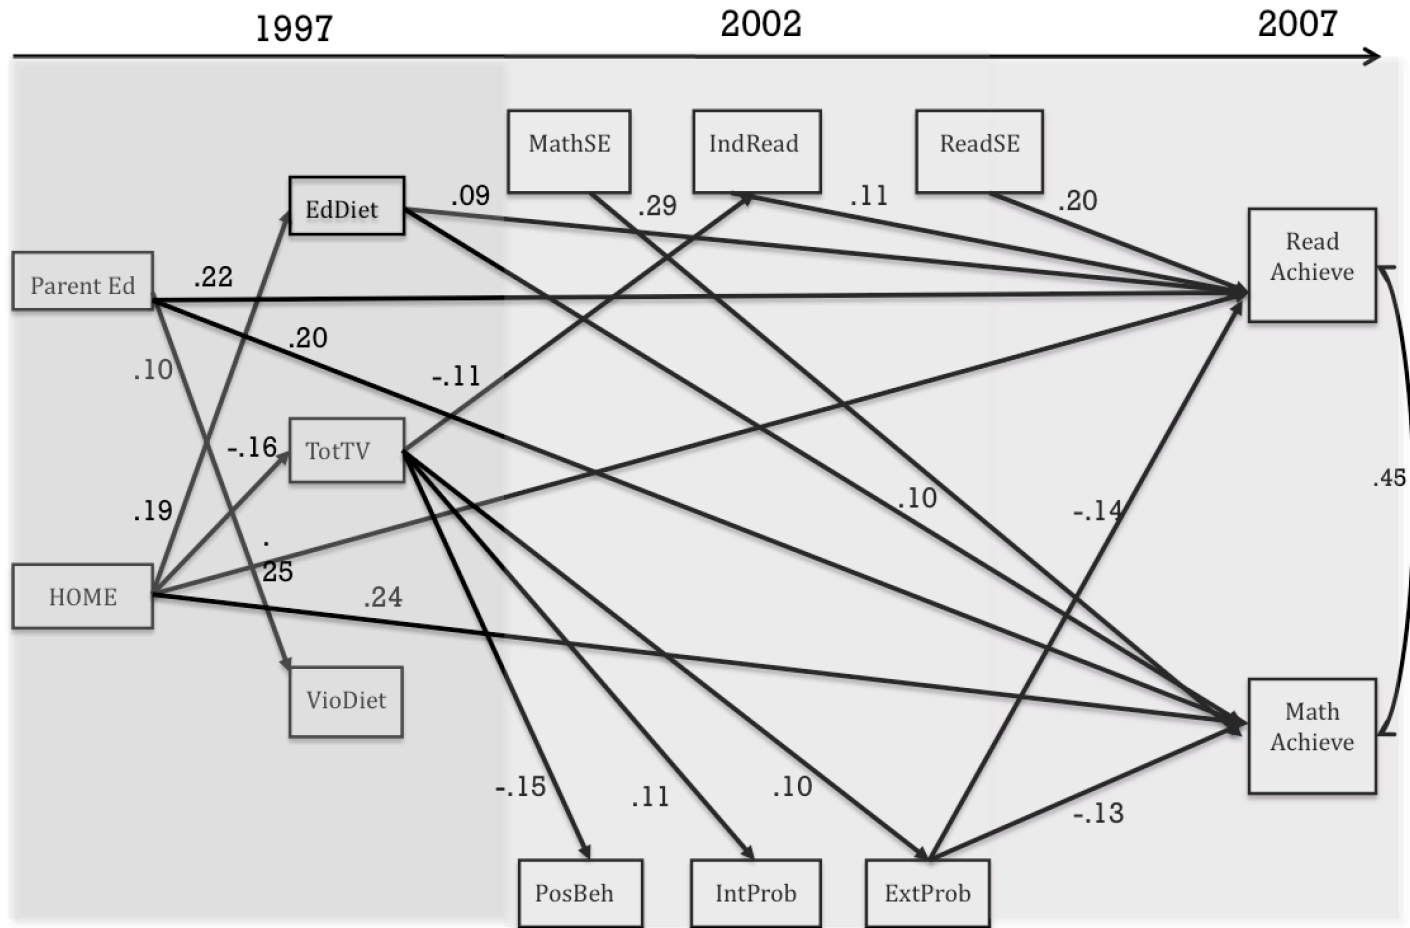 1997
2002
2007
MathSE
IndRead
ReadSE
EdDiet
.09
.29
.11
.20
Read
Achieve
Parent Ed
.22
.20
.10
-.11
TotTV
-.16
.19
.
25
.10
-.14
.45
HOME
.24
VioDiet
Math
Achieve
-.15
.11
.10
-.13
PosBeh
IntProb
ExtProb